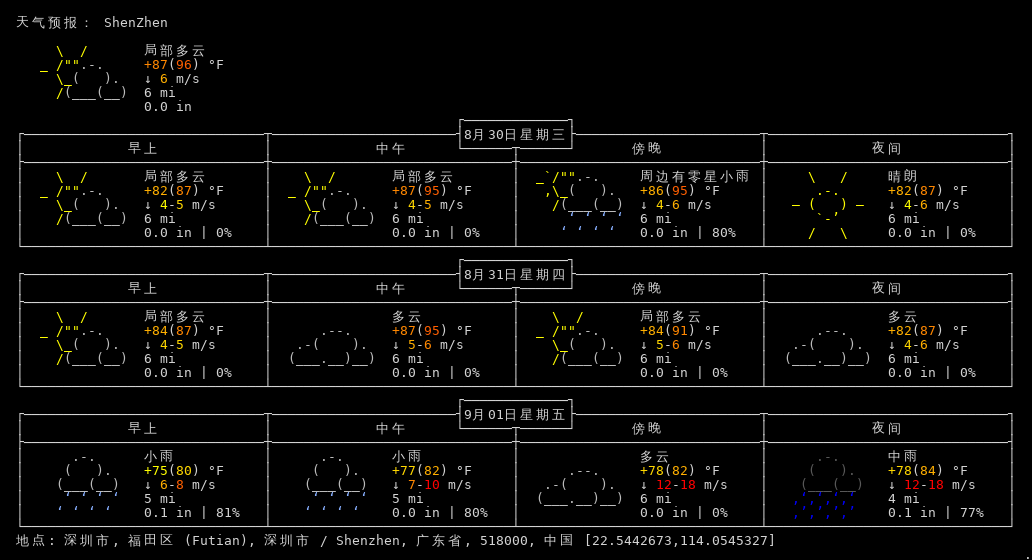 天气预报： ShenZhen
局部多云
+87(96) °F
↓ 6 m/s
6 mi
0.0 in
8月30日星期三
早上 中午 傍晚 夜间
局部多云 局部多云 周边有零星小雨 晴朗
+82(87) °F +87(95) °F +86(95) °F +82(87) °F
↓ 4-5 m/s ↓ 4-5 m/s ↓ 4-6 m/s ↓ 4-6 m/s
6 mi 6 mi 6 mi 6 mi
0.0 in | 0% 0.0 in | 0% 0.0 in | 80% 0.0 in | 0%
8月31日星期四
早上 中午 傍晚 夜间
局部多云 多云 局部多云 多云
+84(87) °F +87(95) °F +84(91) °F +82(87) °F
↓ 4-5 m/s ↓ 5-6 m/s ↓ 5-6 m/s ↓ 4-6 m/s
6 mi 6 mi 6 mi 6 mi
0.0 in | 0% 0.0 in | 0% 0.0 in | 0% 0.0 in | 0%
9月01日星期五
早上 中午 傍晚 夜间
小雨 小雨 多云 中雨
+75(80) °F +77(82) °F +78(82) °F +78(84) °F
↓ 6-8 m/s ↓ 7-10 m/s ↓ 12-18 m/s ↓ 12-18 m/s
5 mi 5 mi 6 mi 4 mi
0.1 in | 81% 0.0 in | 80% 0.0 in | 0% 0.1 in | 77%
地点: 深圳市, 福田区 (Futian), 深圳市 / Shenzhen, 广东省, 518000, 中国 [22.5442673,114.0545327]